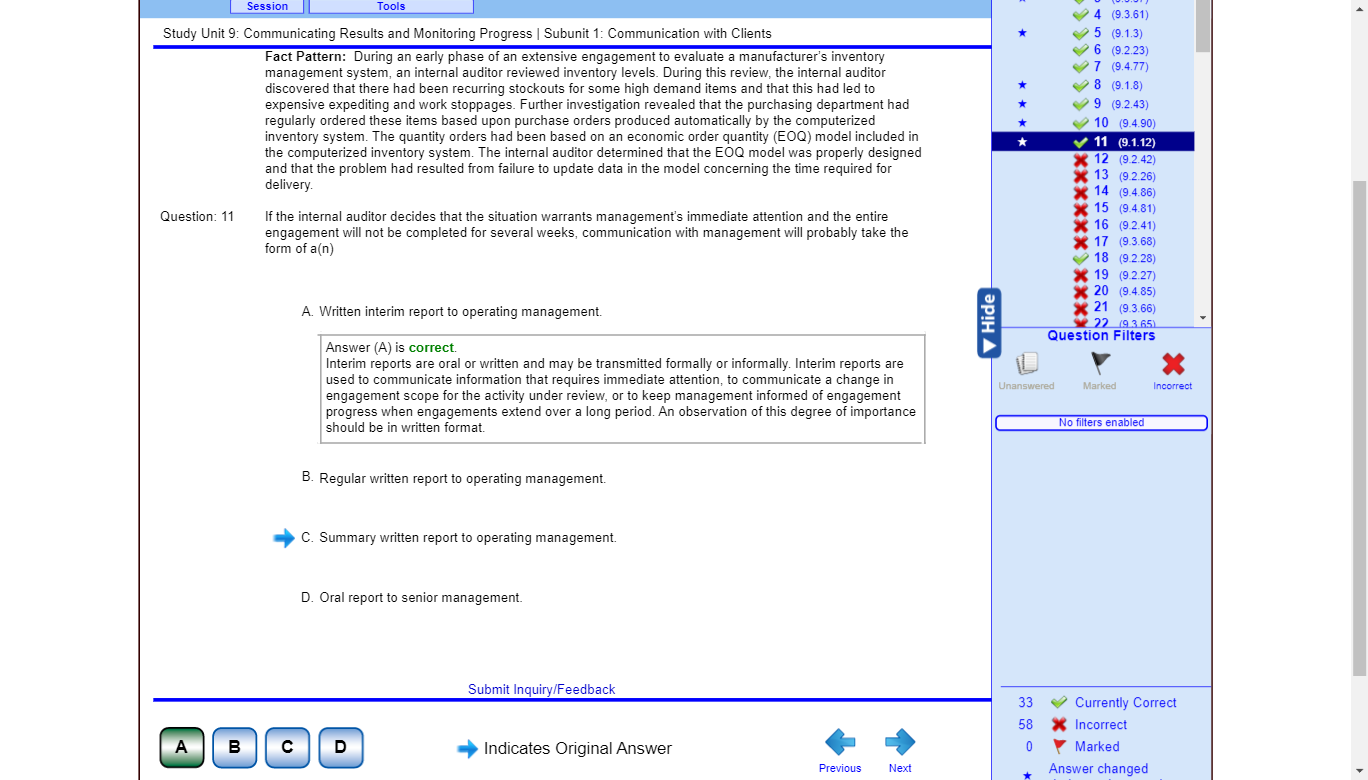 Session
Tools
Study Unit 9: Communicating Results and Monitoring Progress | Subunit 1: Communication with Clients
Fact Pattern: During an early phase of an extensive engagement to evaluate a manufacturer's inventory
management system, an internal auditor reviewed inventory levels. During this review, the internal auditor
discovered that there had been recurring stockouts for some high demand items and that this had led to
expensive expediting and work stoppages. Further investigation revealed that the purchasing department had
regularly ordered these items based upon purchase orders produced automatically by the computerized
inventory system. The quantity orders had been based on an economic order quantity (EOQ) model included in
the computerized inventory system. The internal auditor determined that the EOQ model was properly designed
and that the problem had resulted from failure to update data in the model concerning the time required for
delivery.
Question: 11
If the internal auditor decides that the situation warrants management's immediate attention and the entire
engagement will not be completed for several weeks, communication with management will probably take the
form of a(n)
A. Written interim report to operating management.
Answer (A) is correct.
Interim reports are oral or written and may be transmitted formally or informally. Interim reports are
used to communicate information that requires immediate attention, to communicate a change in
engagement scope for the activity under review, or to keep management informed of engagement
progress when engagements extend over a long period. An observation of this degree of importance
should be in written format.
B. Regular written report to operating management.
C. Summary written report to operating management.
D. Oral report to senior management.
Submit Inquiry/Feedback
A B C D
Indicates Original Answer
Previous
Next
4 (9.3.61)
5 (9.1.3)
6 (9.2.23)
7 (9.4.77)
8 (9.1.8)
9 (9.2.43)
10 (9.4.90)
11 (9.1.12)
12 (9.2.42)
13 (9.2.26)
14 (9.4.86)
15 (9.4.81)
16 (9.2.41)
17 (9.3.68)
18 (9.2.28)
19 (9.2.27)
20 (9.4.85)
21 (9.3.66)
22 (9.3.65)
Hide
Question Filters
Unanswered
Marked
Incorrect
No filters enabled
33 Currently Correct
58 Incorrect
0 Marked
Answer changed